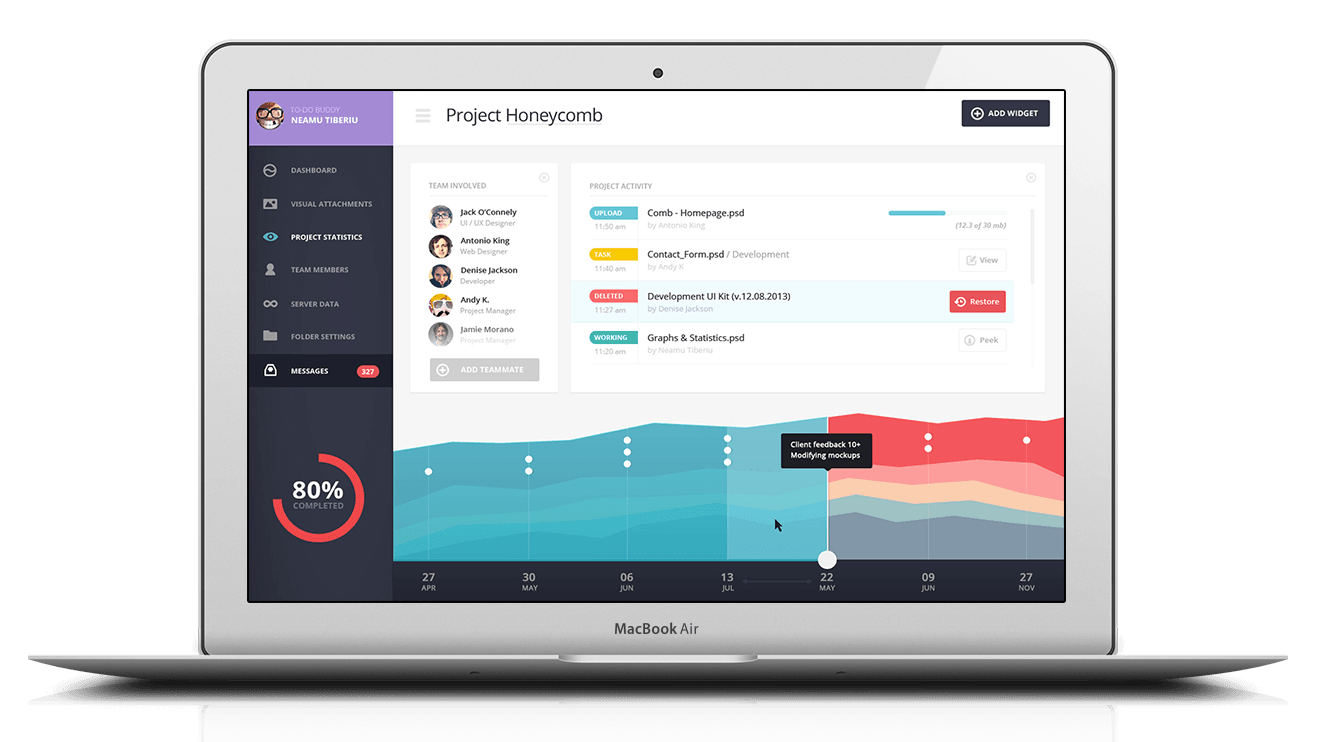 TO-DO BUDDY
NEAMU TIBERIU
Project Honeycomb
ADD WIDGET
DASHBOARD
VISUAL ATTACHMENTS
PROJECT STATISTICS
TEAM MEMBERS
SERVER DATA
FOLDER SETTINGS
MESSAGES 327
80%
COMPLETED
TEAM INVOLVED
Jack O'Connely
UI / UX Designer
Antonio King
Web Designer
Denise Jackson
Developer
Andy K.
Project Manager
Jamie Morano
Project Manager
ADD TEAMMATE
PROJECT ACTIVITY
UPLOAD Comb - Homepage.psd
11:50 am by Antonio King (12.3 of 30 mb)
TASK Contact_Form.psd / Development
11:40 am by Andy K View
DELETED Development UI Kit (v.12.08.2013)
11:27 am by Denise Jackson Restore
WORKING Graphs & Statistics.psd
11:20 am by Neamu Tiberiu Peek
Client feedback 10+
Modifying mockups
27 30 06 13 22 09 27
APR MAY JUN JUL MAY JUN NOV
MacBook Air